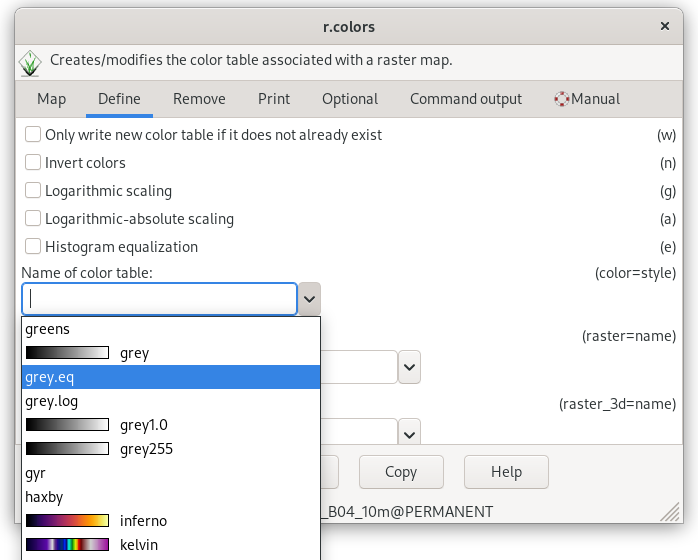 r.colors
Creates/modifies the color table associated with a raster map.
Map Define Remove Print Optional Command output Manual
Only write new color table if it does not already exist (w)
Invert colors (n)
Logarithmic scaling (g)
Logarithmic-absolute scaling (a)
Histogram equalization (e)
Name of color table: (color=style)
greens
(raster=name)
grey
grey.eq
grey.log
(raster_3d=name)
grey1.0
grey255
gyr
Copy Help
haxby
_B04_10m@PERMANENT
inferno
kelvin